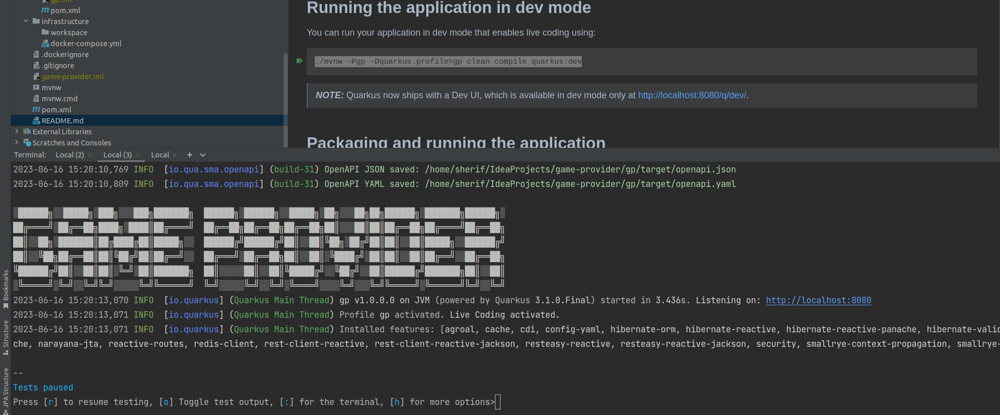 gp.iml
pom.xml
infrastructure
workspace
docker-compose.yml
.dockerignore
.gitignore
game-provider.iml
mvnw
mvnw.cmd
pom.xml
README.md
External Libraries
Scratches and Consoles
Running the application in dev mode
You can run your application in dev mode that enables live coding using:
./mvnw -Pgp -Dquarkus.profile=gp clean compile quarkus:dev
NOTE: Quarkus now ships with a Dev UI, which is available in dev mode only at http://localhost:8080/q/dev/.
Packaging and running the application
Terminal: Local (2) Local (3) Local
2023-06-16 15:20:10,769 INFO [io.qua.sma.openapi] (build-31) OpenAPI JSON saved: /home/sherif/IdeaProjects/game-provider/gp/target/openapi.json
2023-06-16 15:20:10,809 INFO [io.qua.sma.openapi] (build-31) OpenAPI YAML saved: /home/sherif/IdeaProjects/game-provider/gp/target/openapi.yaml
GAME PROVIDER
2023-06-16 15:20:13,070 INFO [io.quarkus] (Quarkus Main Thread) gp v1.0.0.0 on JVM (powered by Quarkus 3.1.0.Final) started in 3.436s. Listening on: http://localhost:8080
2023-06-16 15:20:13,071 INFO [io.quarkus] (Quarkus Main Thread) Profile gp activated. Live Coding activated.
2023-06-16 15:20:13,071 INFO [io.quarkus] (Quarkus Main Thread) Installed features: [agroal, cache, cdi, config-yaml, hibernate-orm, hibernate-reactive, hibernate-reactive-panache, hibernate-valid
che, narayana-jta, reactive-routes, redis-client, rest-client-reactive, rest-client-reactive-jackson, resteasy-reactive, resteasy-reactive-jackson, security, smallrye-context-propagation, smallrye-
--
Tests paused
Press [r] to resume testing, [o] Toggle test output, [:] for the terminal, [h] for more options>
Bookmarks
Structure
JPA Structure